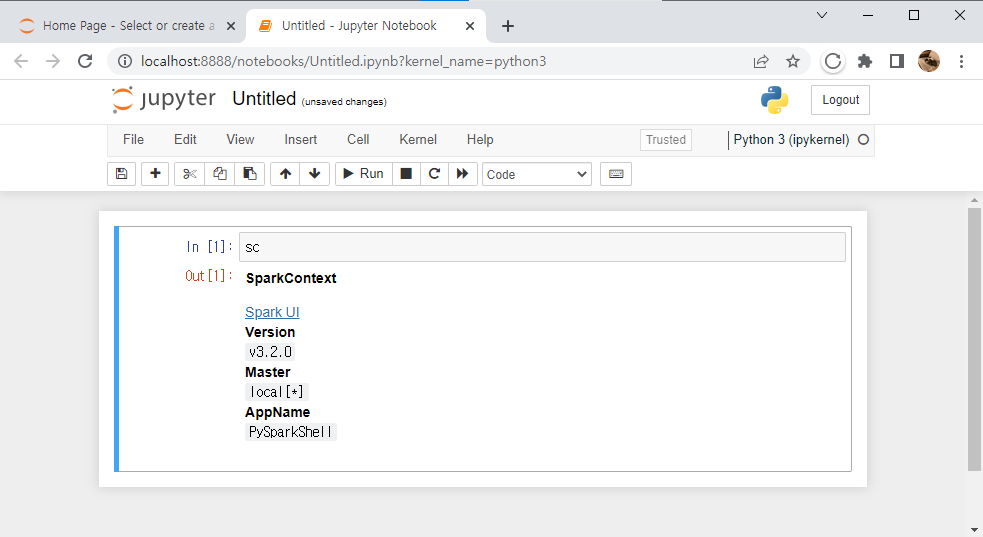 Home Page - Select or create a
Untitled - Jupyter Notebook
localhost:8888/notebooks/Untitled.ipynb?kernel_name=python3
jupyter Untitled (unsaved changes)
Logout
File Edit View Insert Cell Kernel Help
Trusted
Python 3 (ipykernel)
Run
Code
In [1]: sc
Out[1]: SparkContext
Spark UI
Version
v3.2.0
Master
local[*]
AppName
PySparkShell